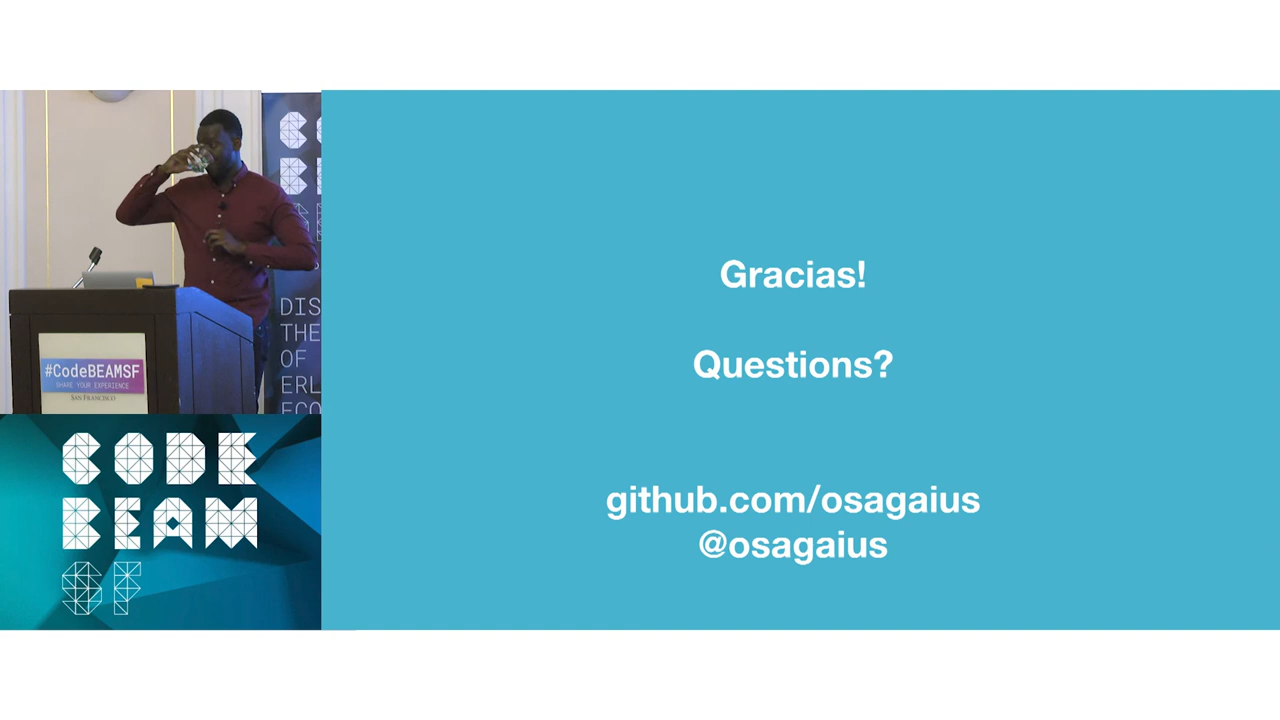 DIS
THE
OF
ERL
ECO
#CodeBEAMSF
SHARE YOUR EXPERIENCE
SAN FRANCISCO
CODE
BEAM
SF
Gracias!
Questions?
github.com/osagaius
@osagaius